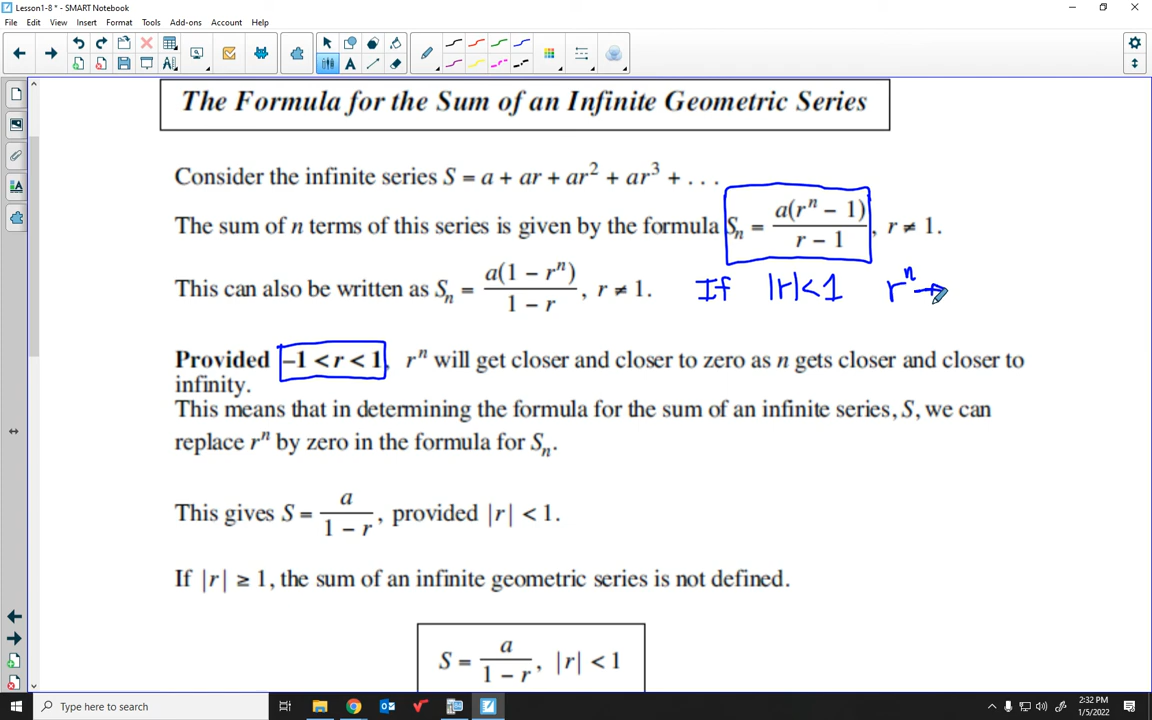 Lesson1-8 * - SMART Notebook
File Edit View Insert Format Tools Add-ons Account Help
The Formula for the Sum of an Infinite Geometric Series
Consider the infinite series S = a + ar + ar² + ar³ + . . .
The sum of n terms of this series is given by the formula Sₙ = a(rⁿ − 1) / r − 1 , r ≠ 1.
This can also be written as Sₙ = a(1 − rⁿ) / 1 − r , r ≠ 1. If |r|<1 rⁿ →
Provided −1 < r < 1, rⁿ will get closer and closer to zero as n gets closer and closer to
infinity.
This means that in determining the formula for the sum of an infinite series, S, we can
replace rⁿ by zero in the formula for Sₙ.
This gives S = a / 1 − r , provided |r| < 1.
If |r| ≥ 1, the sum of an infinite geometric series is not defined.
S = a / 1 − r , |r| < 1
Type here to search
2:32 PM
1/5/2022